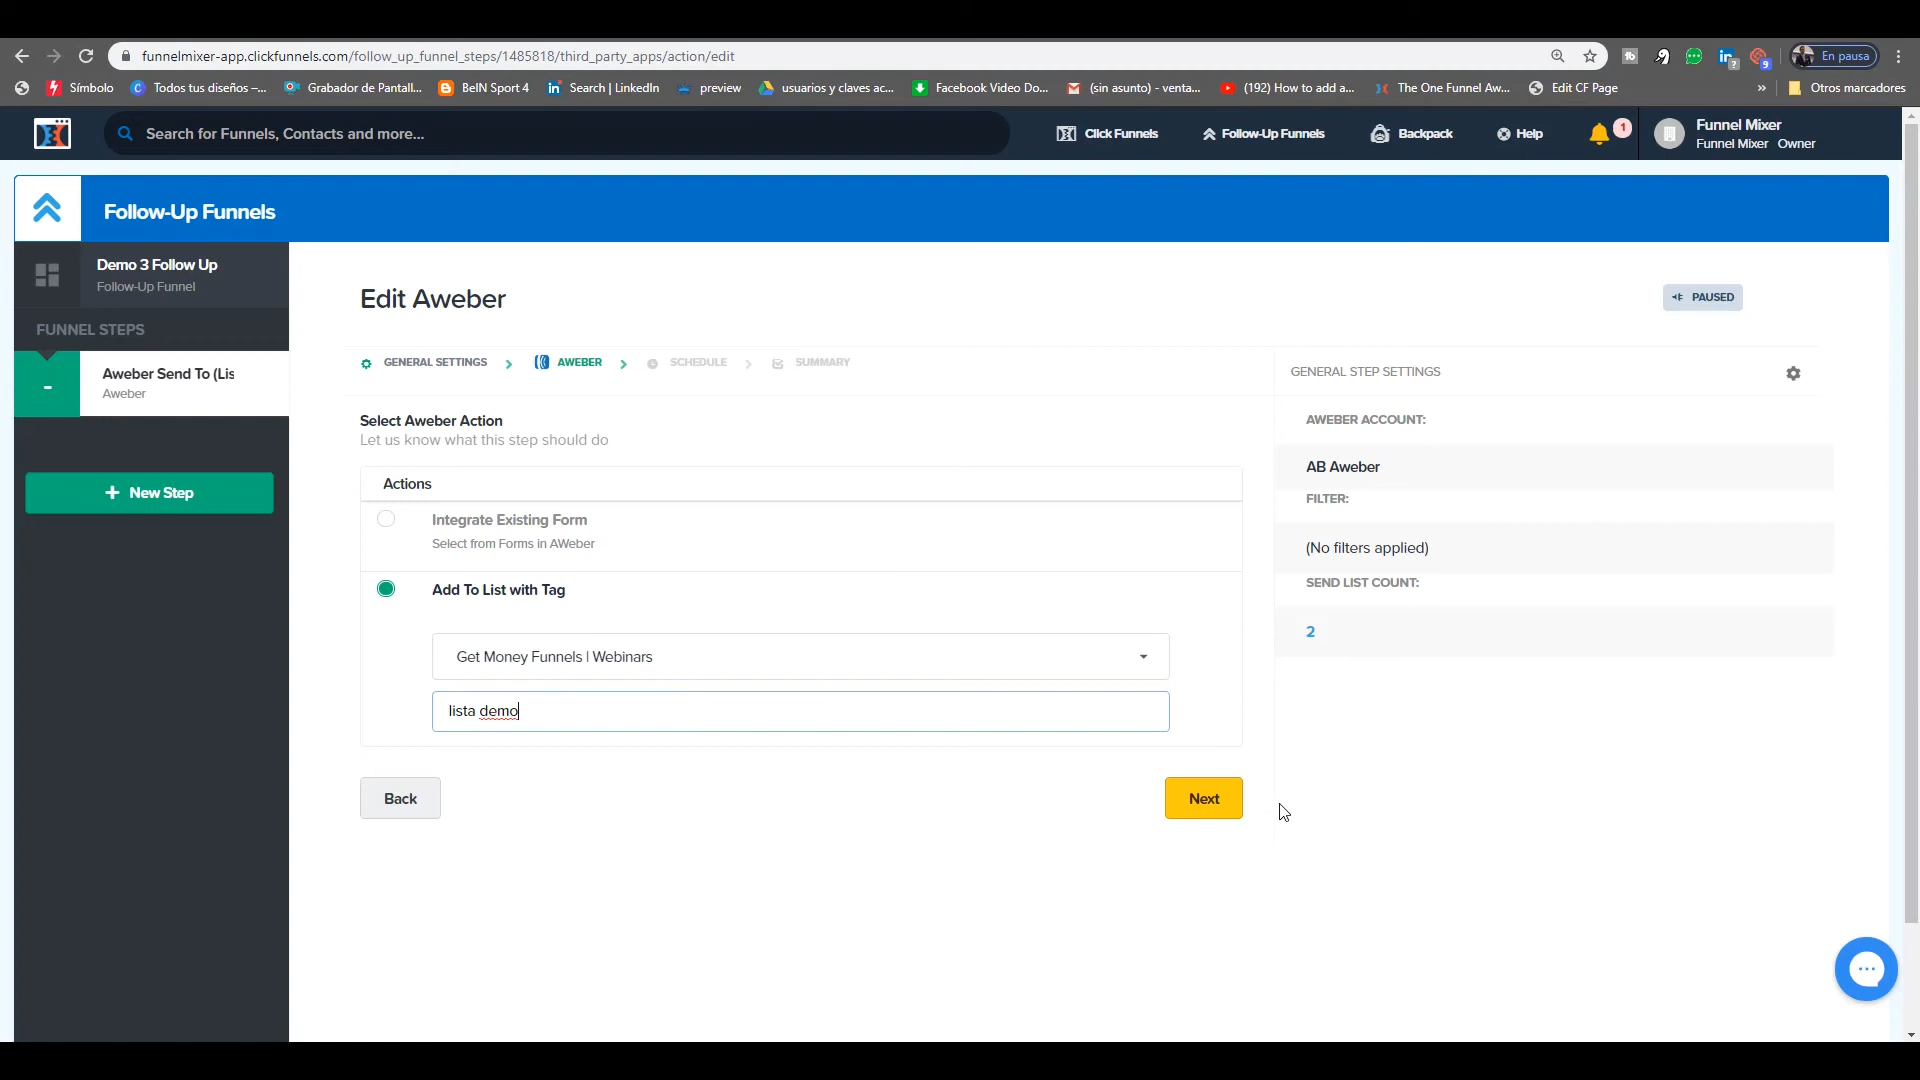 funnelmixer-app.clickfunnels.com/follow_up_funnel_steps/1485818/third_party_apps/action/edit
En pausa
Símbolo
Todos tus diseños –...
Grabador de Pantall...
BeIN Sport 4
Search | LinkedIn
preview
usuarios y claves ac...
Facebook Video Do...
(sin asunto) - venta...
(192) How to add a...
The One Funnel Aw...
Edit CF Page
»
Otros marcadores
Search for Funnels, Contacts and more...
Click Funnels
Follow-Up Funnels
Backpack
Help
1
Funnel Mixer
Funnel Mixer Owner
Follow-Up Funnels
Demo 3 Follow Up
Follow-Up Funnel
FUNNEL STEPS
Aweber Send To (Lis
Aweber
+ New Step
Edit Aweber
PAUSED
GENERAL SETTINGS
AWEBER
SCHEDULE
SUMMARY
Select Aweber Action
Let us know what this step should do
Actions
Integrate Existing Form
Select from Forms in AWeber
Add To List with Tag
Get Money Funnels | Webinars
lista demo
Back
Next
GENERAL STEP SETTINGS
AWEBER ACCOUNT:
AB Aweber
FILTER:
(No filters applied)
SEND LIST COUNT:
2